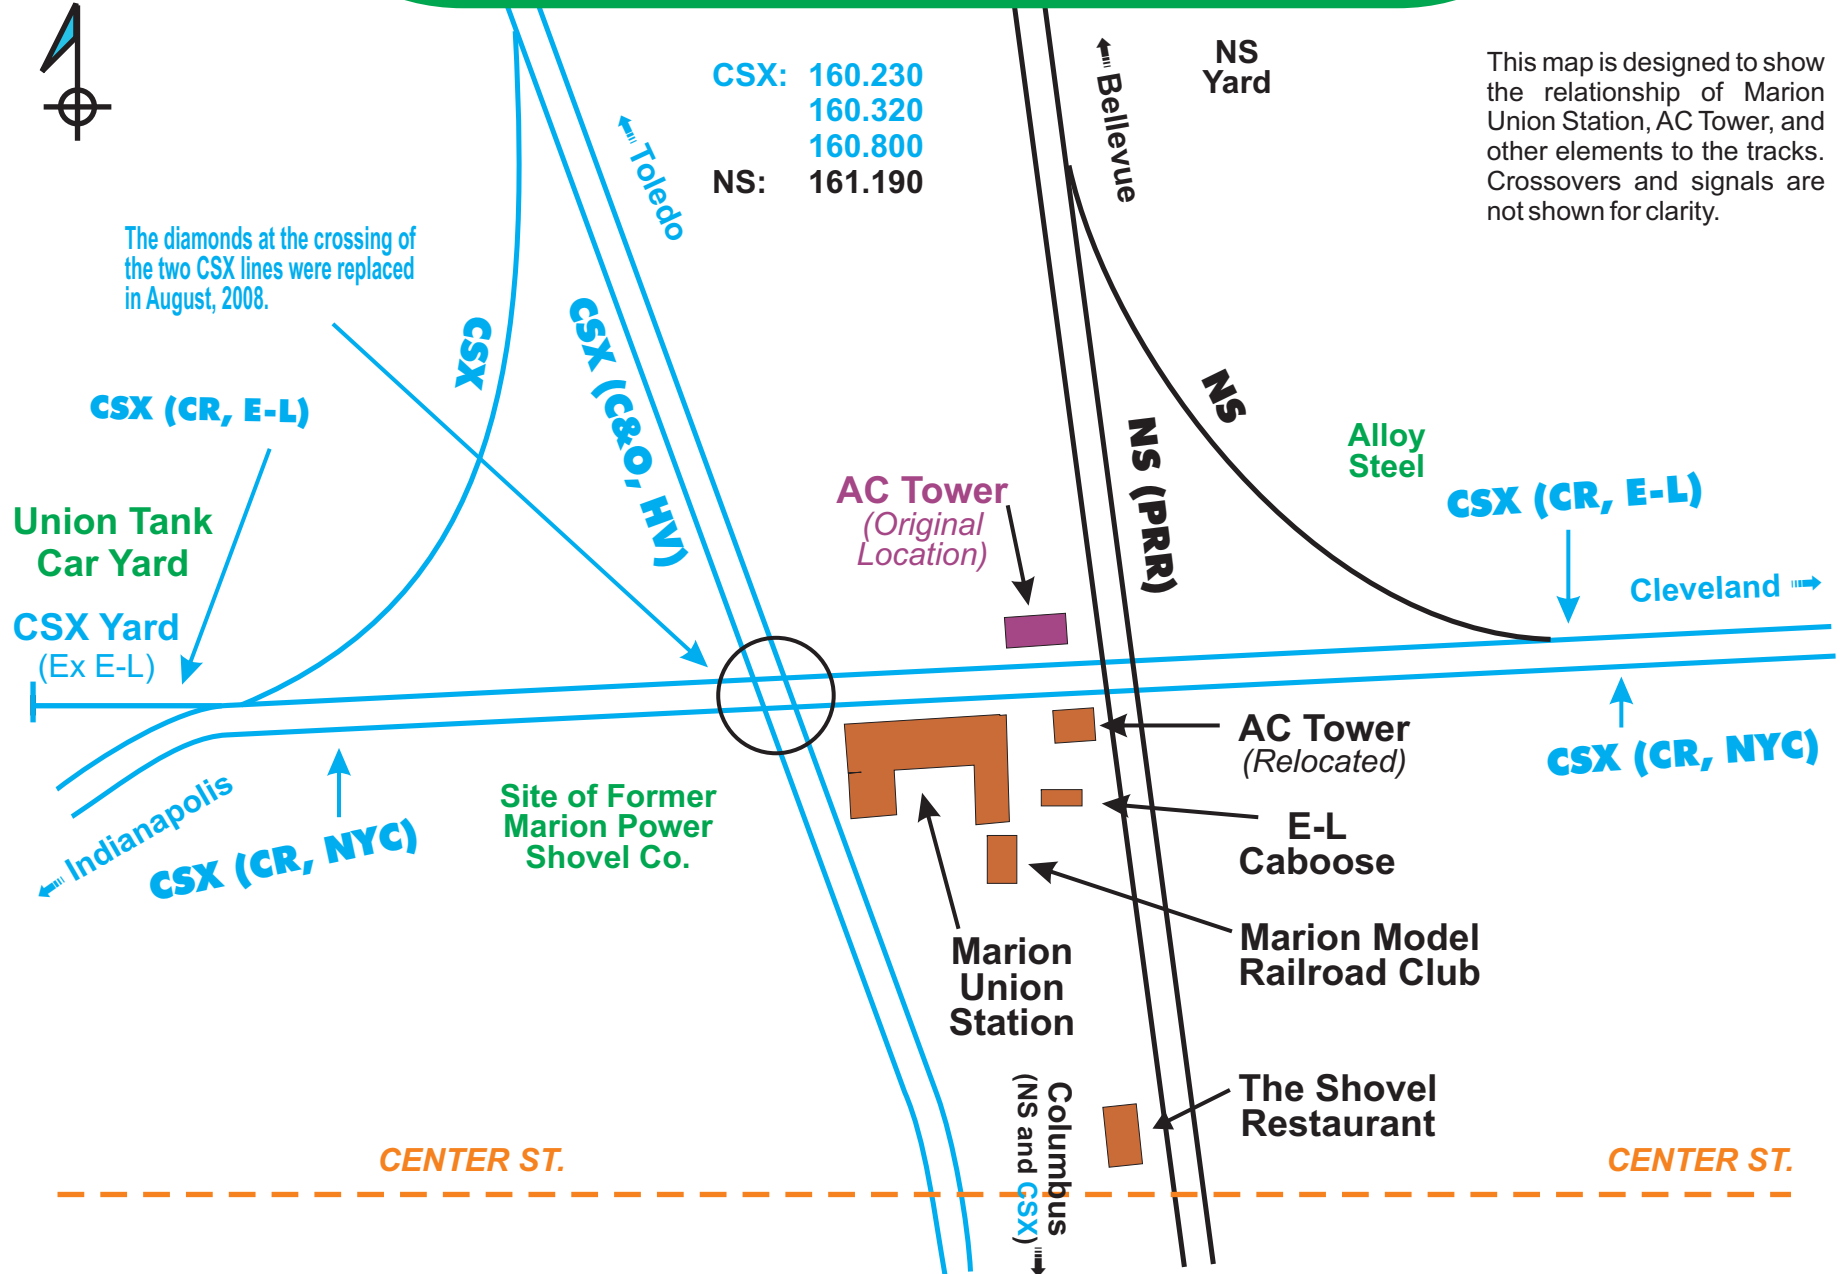 CSX: 160.230
160.320
160.800
NS: 161.190
NS
Yard
This map is designed to show
the relationship of Marion
Union Station, AC Tower, and
other elements to the tracks.
Crossovers and signals are
not shown for clarity.
Bellevue
Toledo
The diamonds at the crossing of
the two CSX lines were replaced
in August, 2008.
CSX
CSX (C&O, HV)
CSX (CR, E-L)
NS
NS (PRR)
Alloy
Steel
AC Tower
(Original
Location)
CSX (CR, E-L)
Union Tank
Car Yard
Cleveland
CSX Yard
(Ex E-L)
AC Tower
(Relocated)
CSX (CR, NYC)
Indianapolis
CSX (CR, NYC)
Site of Former
Marion Power
Shovel Co.
E-L
Caboose
Marion Model
Railroad Club
Marion
Union
Station
The Shovel
Restaurant
Columbus
(NS and CSX)
CENTER ST.
CENTER ST.